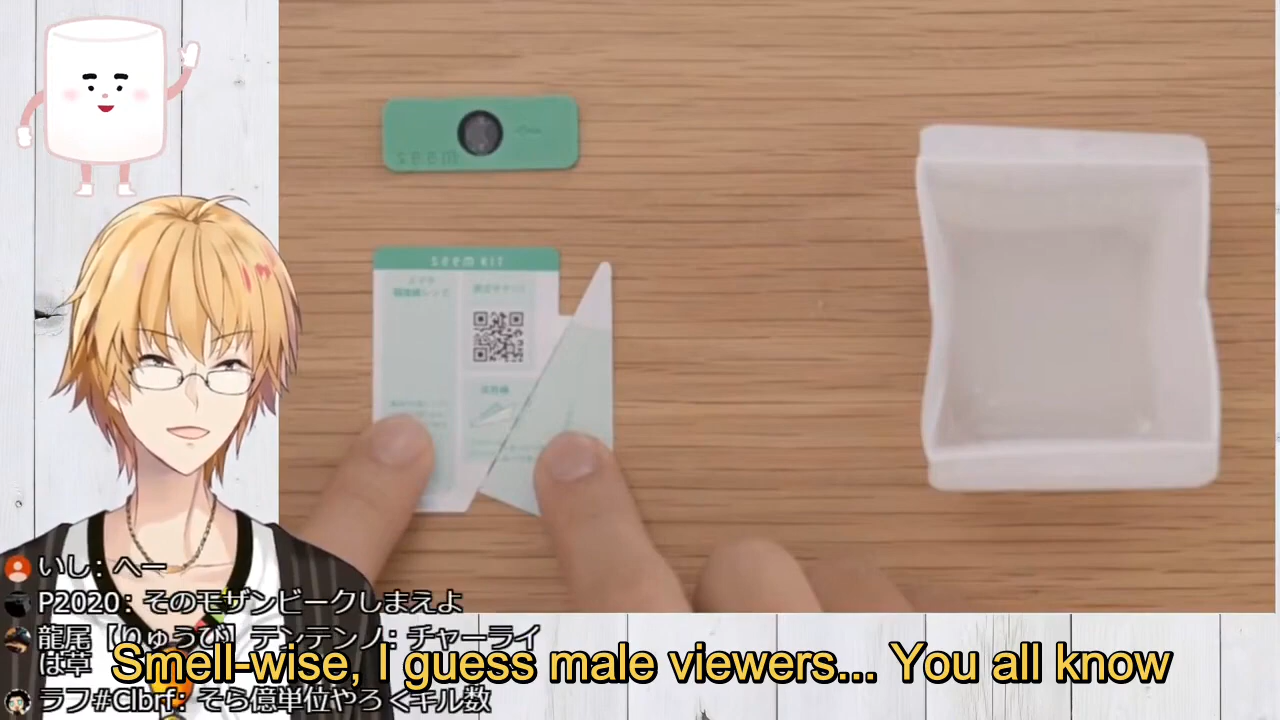 seem KIT
いし: へー
P2020: そのモザンビークしまえよ
龍尾【りゅうび】テンテンノ: チャーライ
は草
ラフ#Clbrf: そら億単位やろ<キル数
Smell-wise, I guess male viewers... You all know